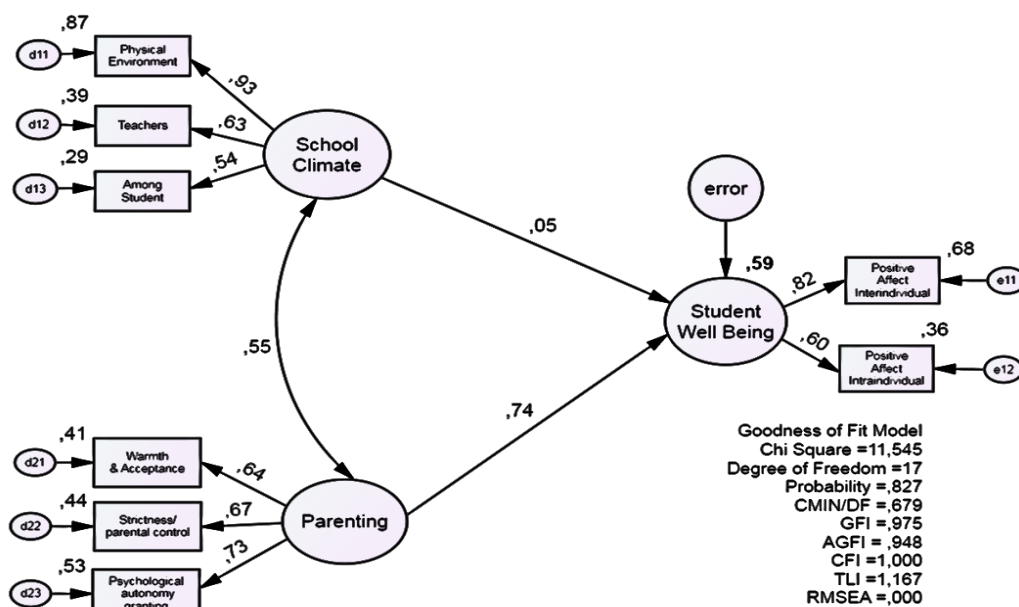 ,87
d11
Physical
Environment
,93
,39
d12
Teachers
,63
,29
d13
Among
Student
,54
School
Climate
error
,05
,59
Student
Well Being
,82
Positive
Affect
Interindividual
,68
e11
,60
Positive
Affect
Intraindividual
,36
e12
,55
,74
,41
d21
Warmth
& Acceptance
,64
,44
d22
Strictness/
parental control
,67
,53
d23
Psychological
autonomy
granting
,73
Parenting
Goodness of Fit Model
Chi Square =11,545
Degree of Freedom =17
Probability =,827
CMIN/DF =,679
GFI =,975
AGFI =,948
CFI =1,000
TLI =1,167
RMSEA =,000